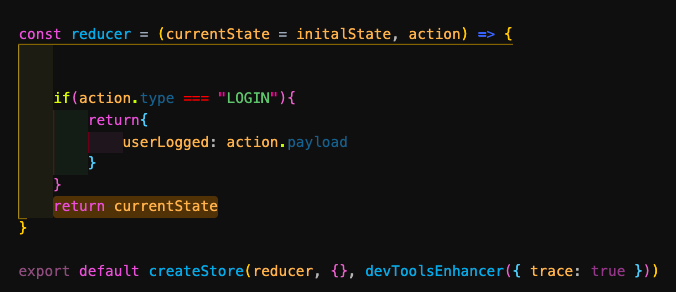 const reducer = (currentState = initalState, action) => {
if(action.type === "LOGIN"){
return{
userLogged: action.payload
}
}
return currentState
}
export default createStore(reducer, {}, devToolsEnhancer({ trace: true }))